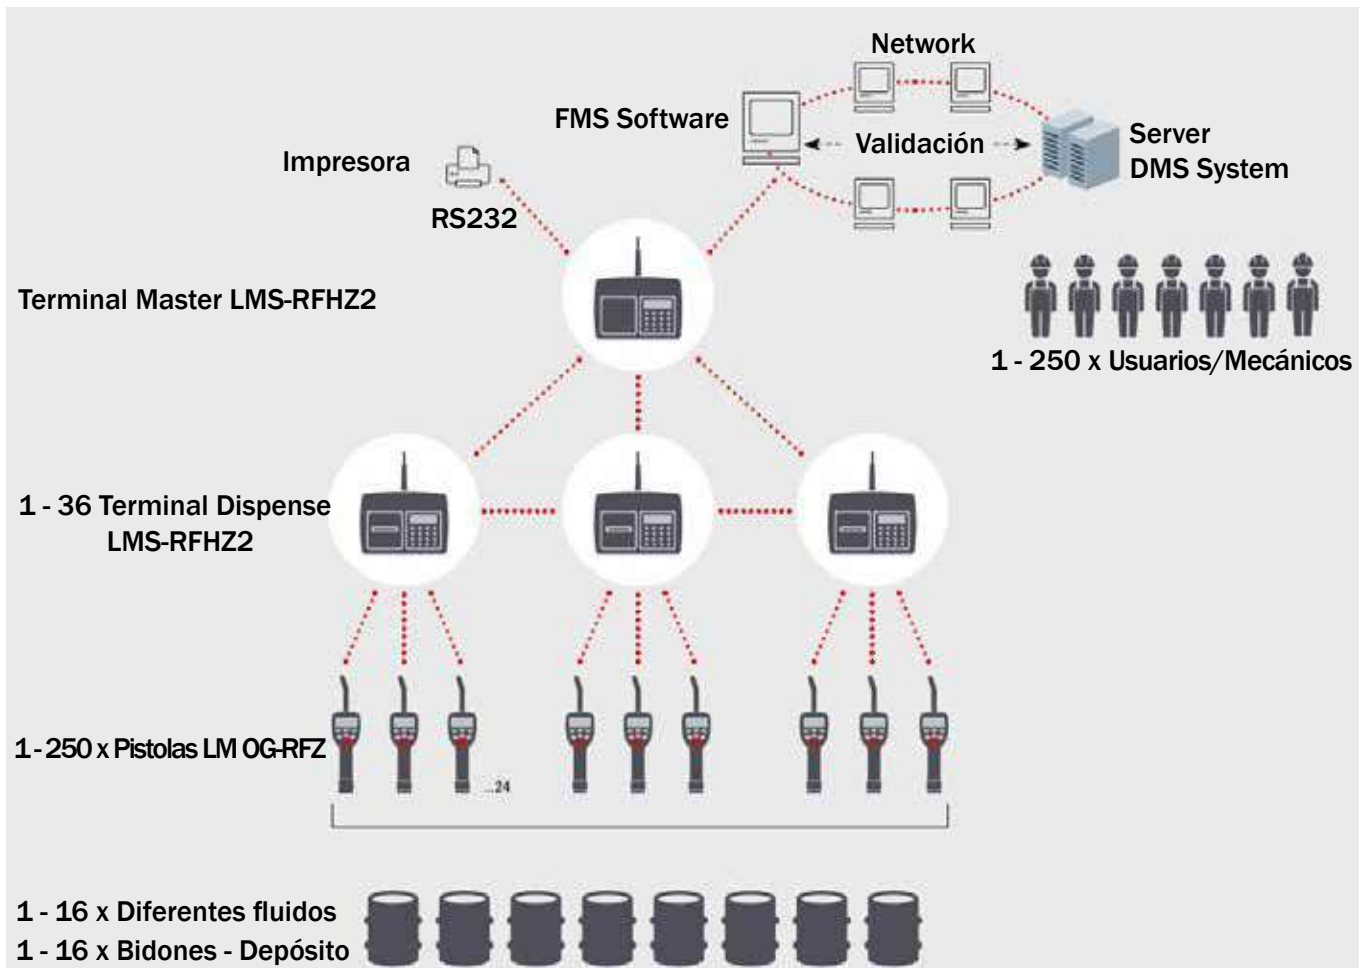 Network
FMS Software
Validación
Server
DMS System
Impresora
RS232
Terminal Master LMS-RFHZ2
1 - 250 x Usuarios/Mecánicos
1 - 36 Terminal Dispense
LMS-RFHZ2
1 - 250 x Pistolas LM OG-RFZ
...24
1 - 16 x Diferentes fluidos
1 - 16 x Bidones - Depósito